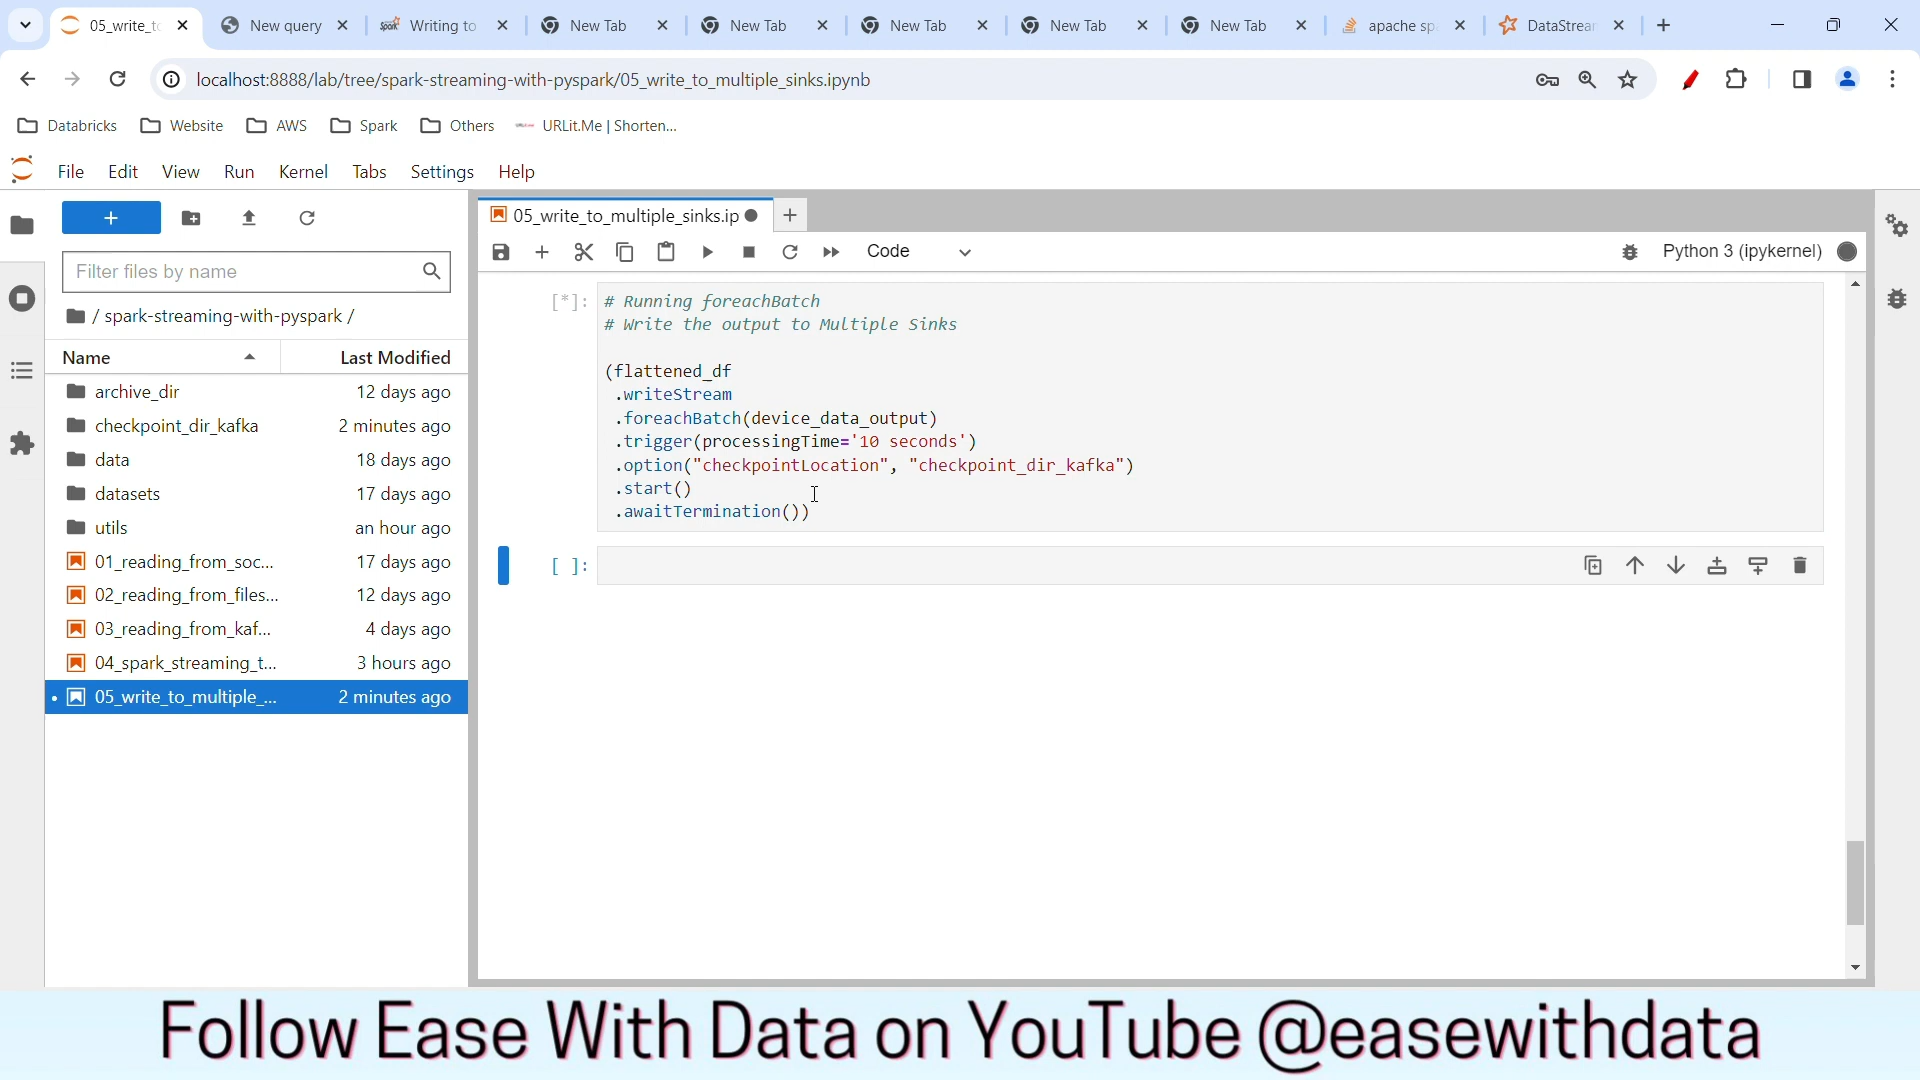 05_write_tc
New query
Writing to
New Tab
New Tab
New Tab
New Tab
New Tab
apache sp
DataStrear
localhost:8888/lab/tree/spark-streaming-with-pyspark/05_write_to_multiple_sinks.ipynb
Databricks
Website
AWS
Spark
Others
URLit.Me | Shorten...
File Edit View Run Kernel Tabs Settings Help
05_write_to_multiple_sinks.ip
Code
Python 3 (ipykernel)
Filter files by name
/ spark-streaming-with-pyspark /
Name Last Modified
archive_dir 12 days ago
checkpoint_dir_kafka 2 minutes ago
data 18 days ago
datasets 17 days ago
utils an hour ago
01_reading_from_soc... 17 days ago
02_reading_from_files... 12 days ago
03_reading_from_kaf... 4 days ago
04_spark_streaming_t... 3 hours ago
05_write_to_multiple_... 2 minutes ago
[*]: # Running foreachBatch
# Write the output to Multiple Sinks
(flattened_df
.writeStream
.foreachBatch(device_data_output)
.trigger(processingTime='10 seconds')
.option("checkpointLocation", "checkpoint_dir_kafka")
.start()
.awaitTermination())
[ ]:
Follow Ease With Data on YouTube @easewithdata